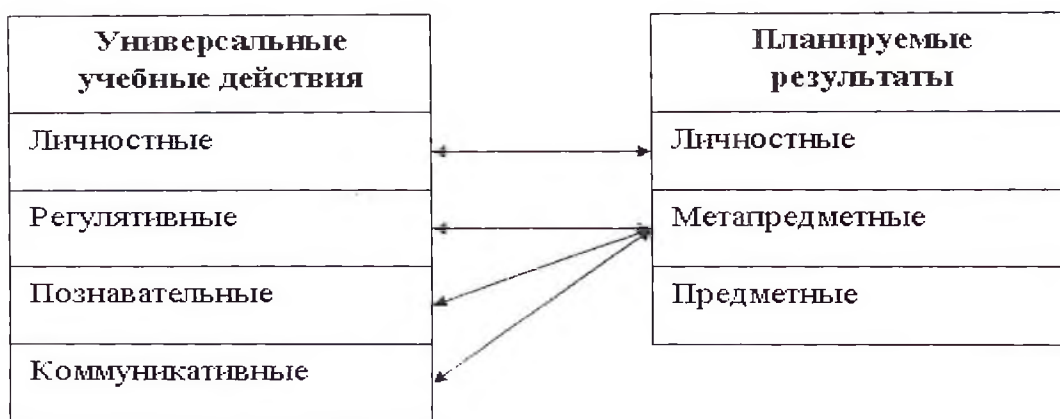 Универсальные
учебные действия
Личностные
Регулятивные
Познавательные
Коммуникативные
Планируемые
результаты
Личностные
Метапредметные
Предметные